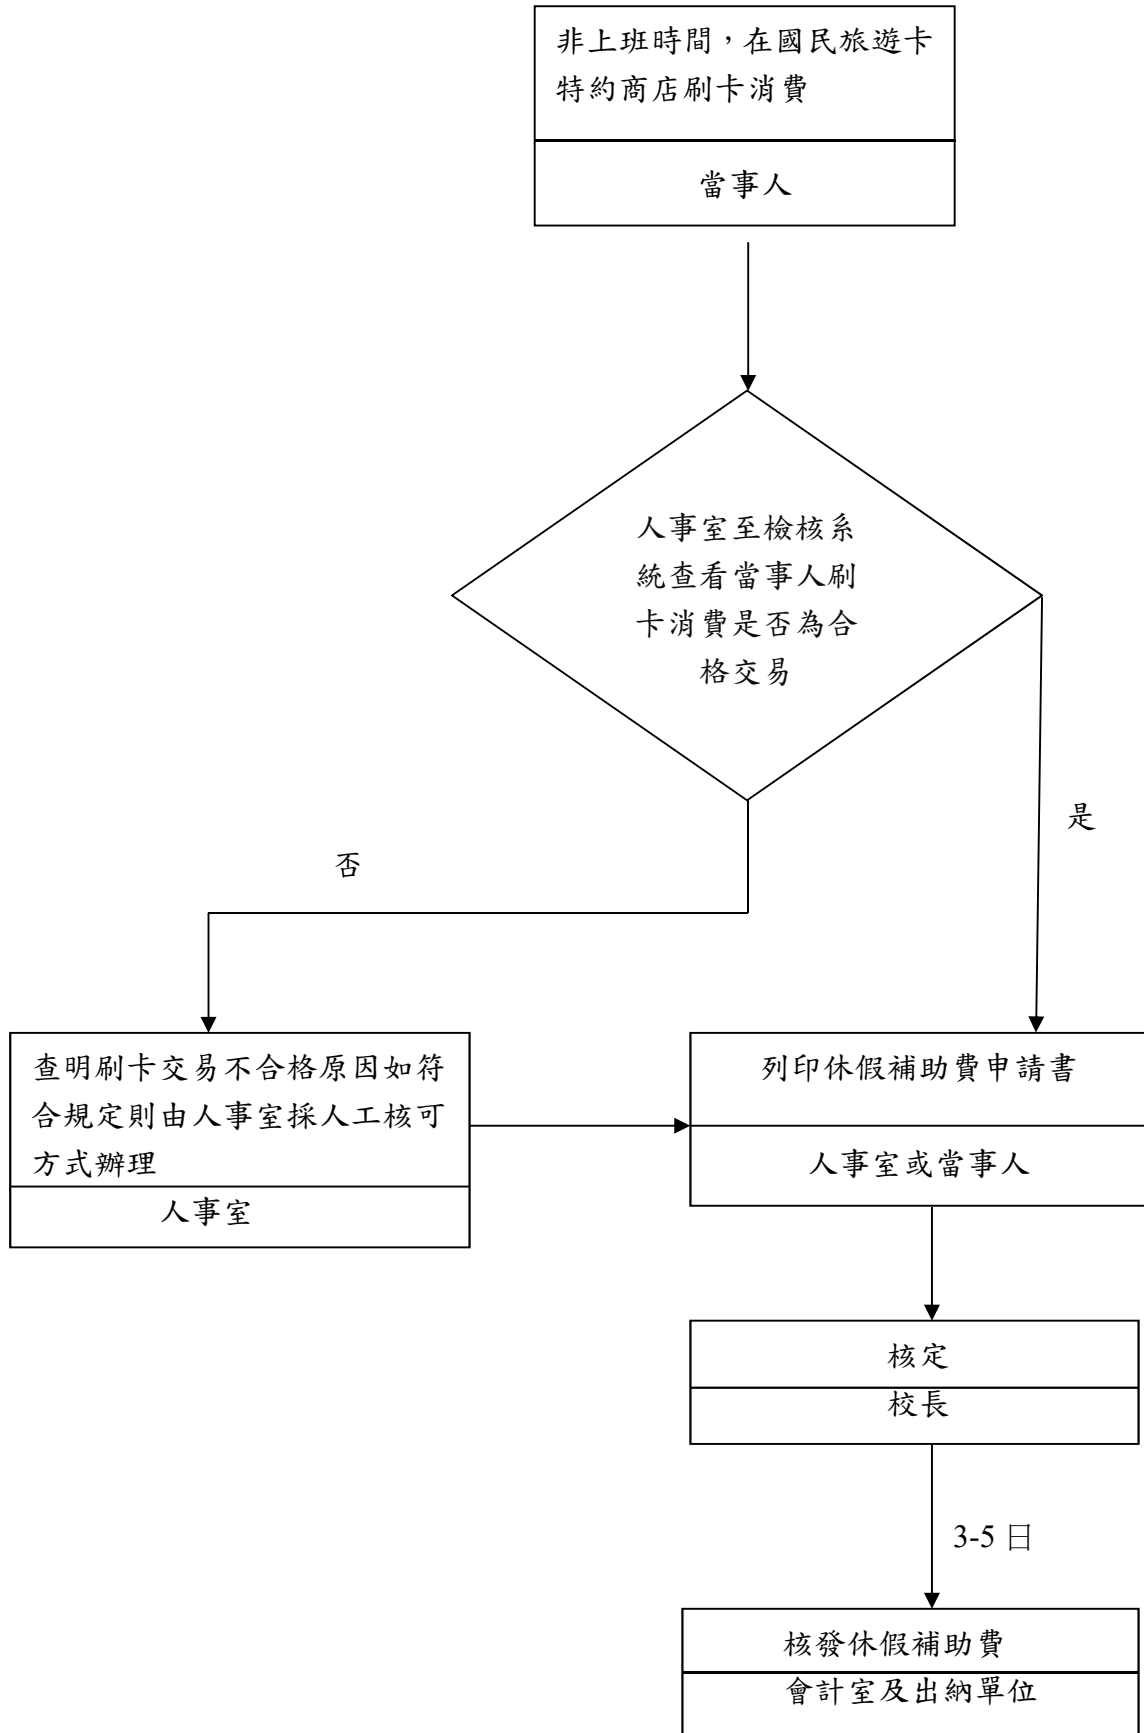 非上班時間，在國民旅遊卡
特約商店刷卡消費
當事人
人事室至檢核系
統查看當事人刷
卡消費是否為合
格交易
是
否
查明刷卡交易不合格原因如符
合規定則由人事室採人工核可
方式辦理
人事室
列印休假補助費申請書
人事室或當事人
核定
校長
3-5 日
核發休假補助費
會計室及出納單位